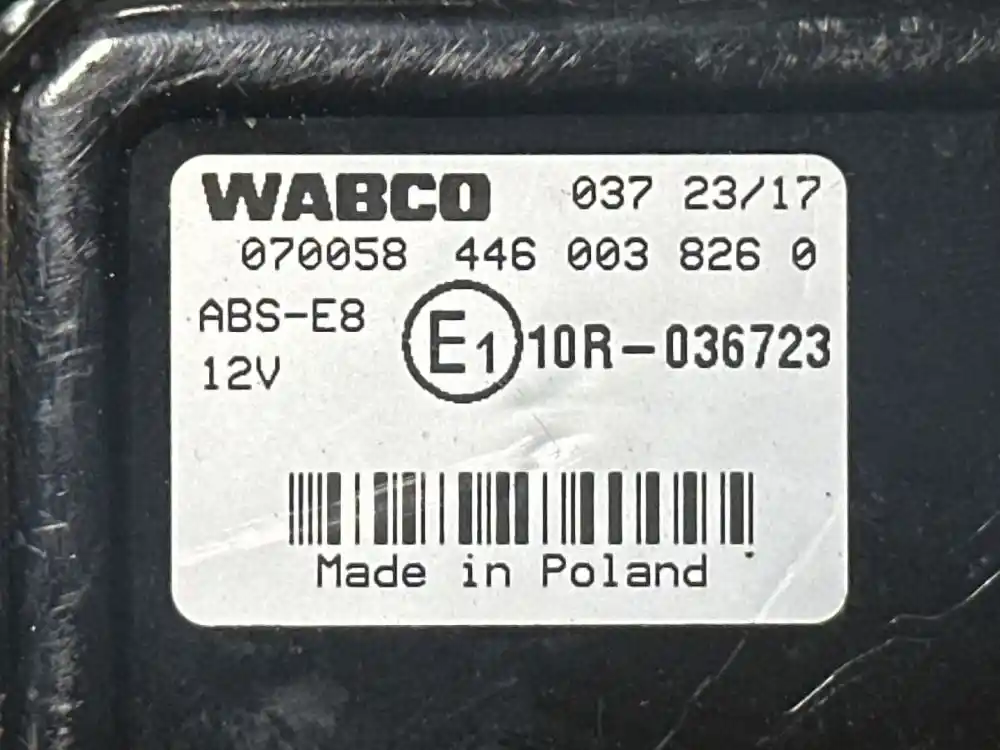 WABCO 037 23/17
070058 446 003 826 0
ABS-E8
12V
E1 10R-036723
Made in Poland